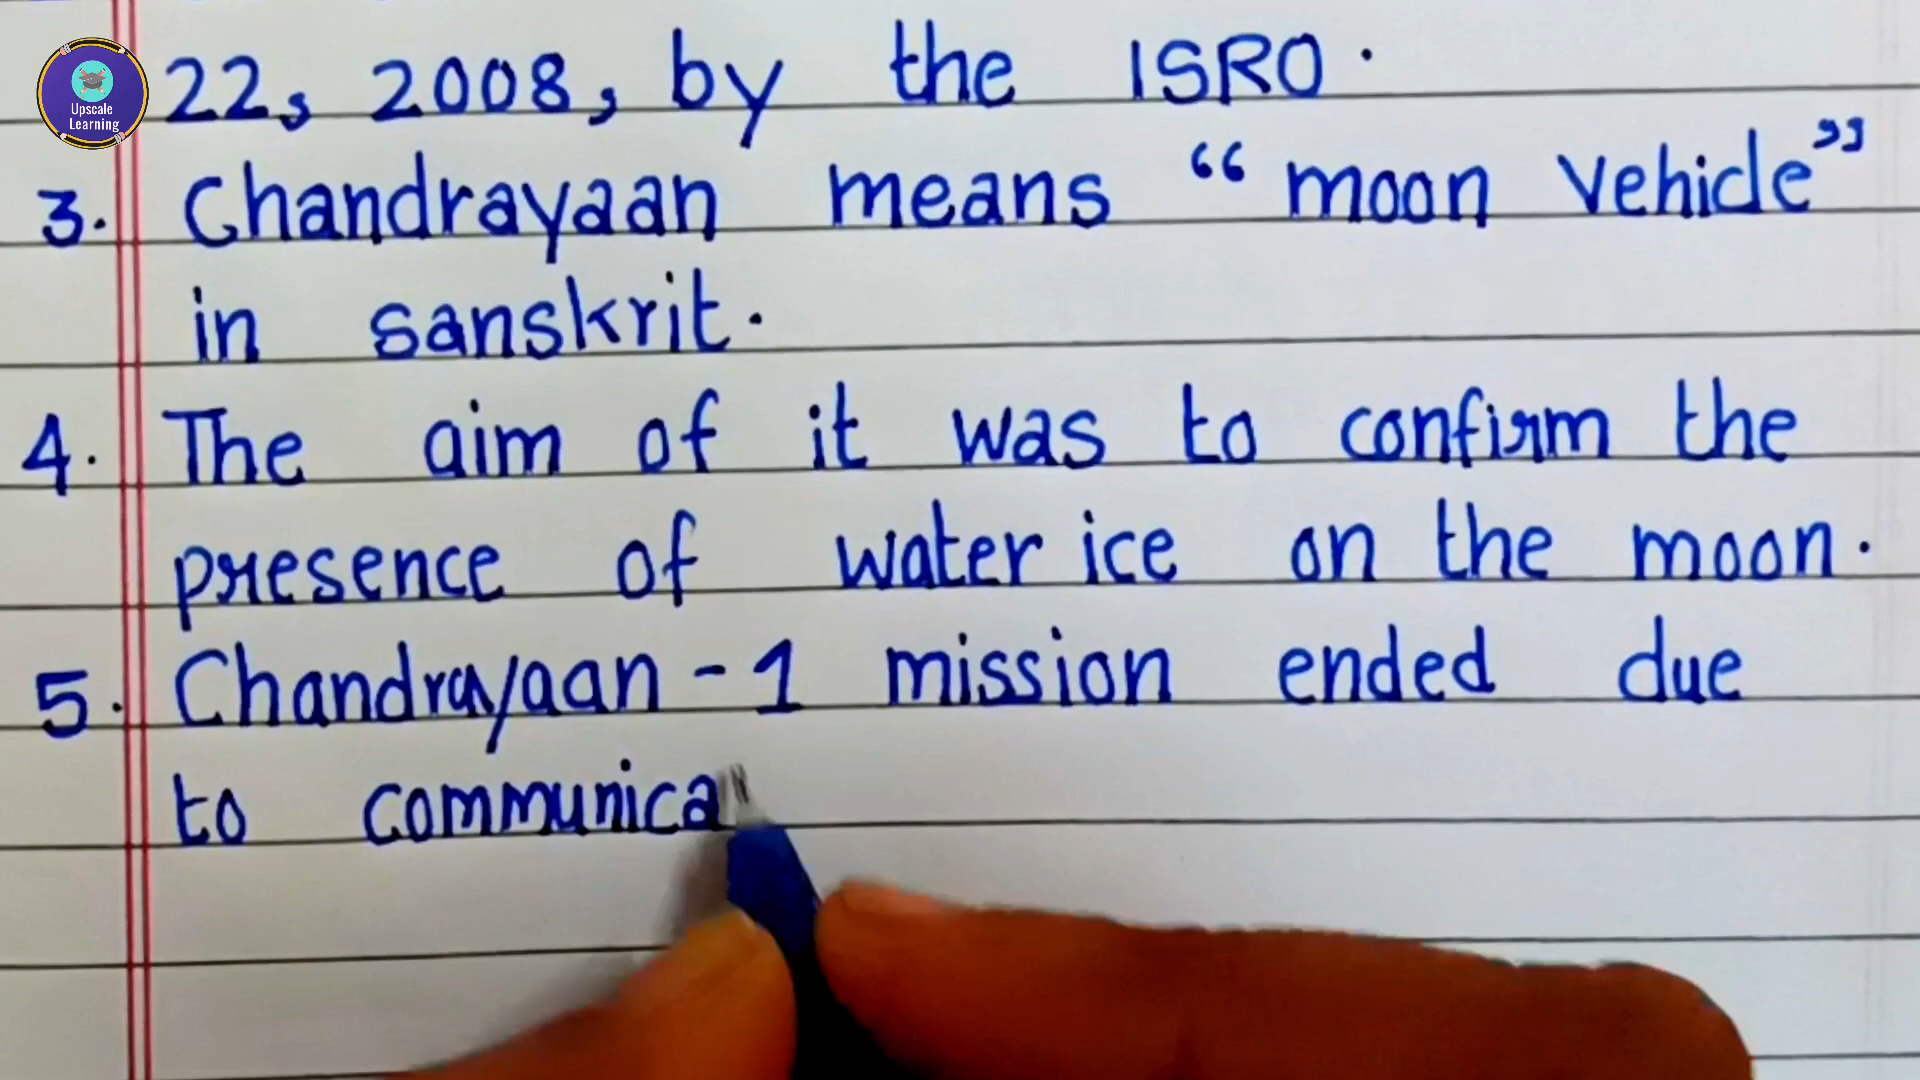 Upscale
Learning
22, 2008, by the ISRO.
3. Chandrayaan means "moon vehicle"
in sanskrit.
4. The aim of it was to confirm the
presence of water ice on the moon.
5. Chandrayaan-1 mission ended due
to communica